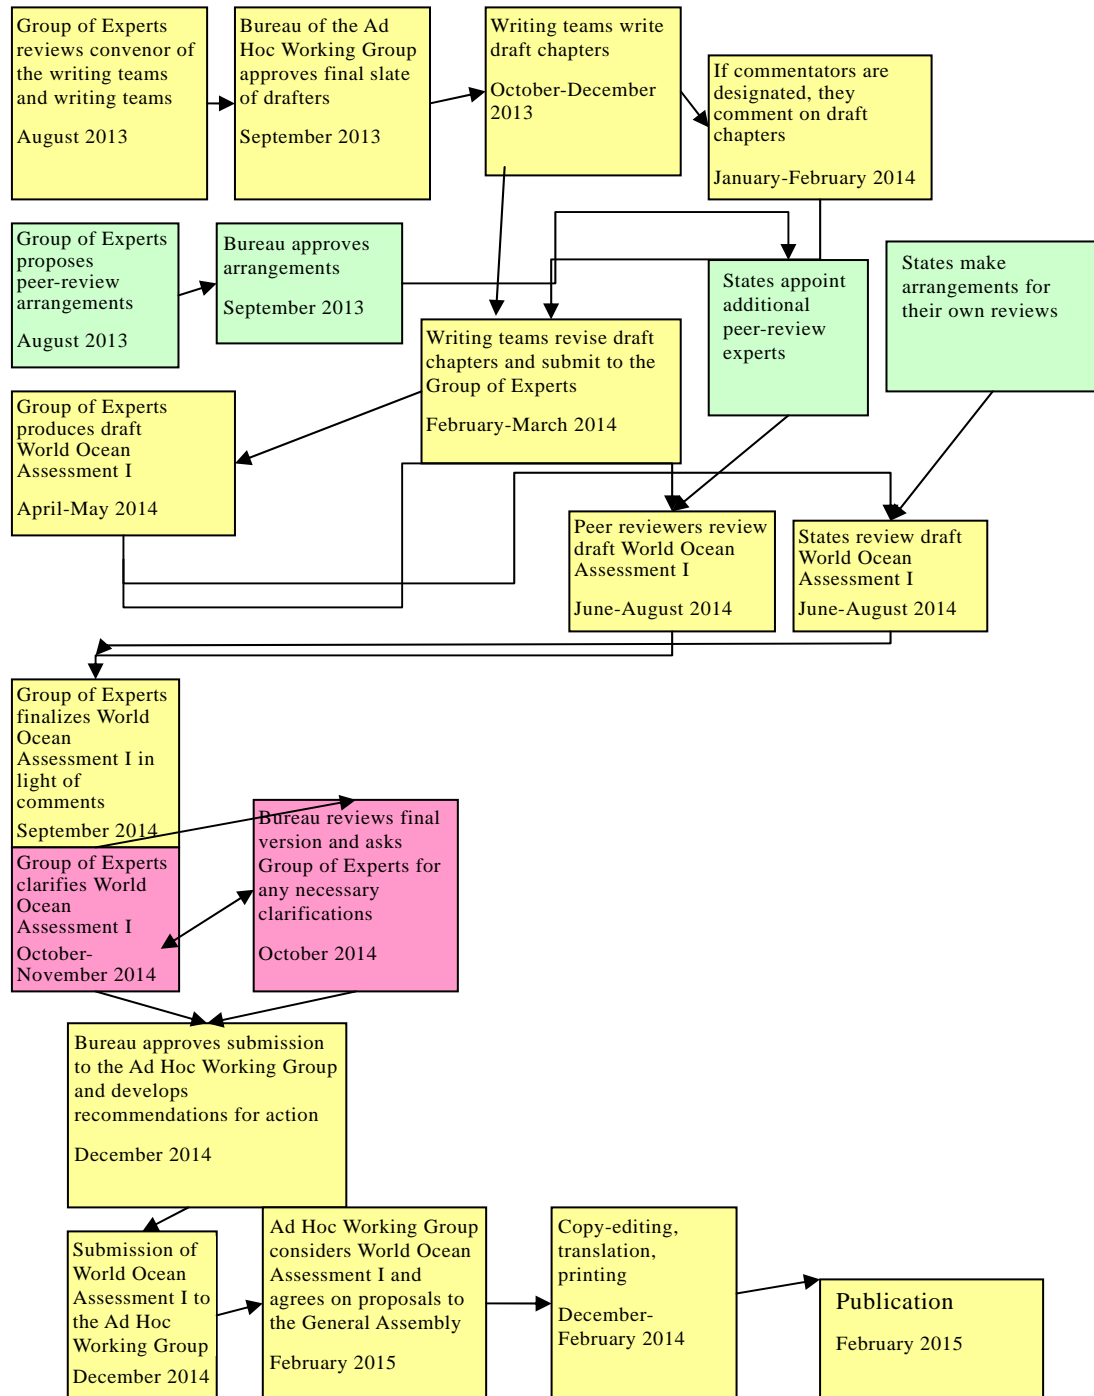 Group of Experts
reviews convenor of
the writing teams
and writing teams
August 2013
Bureau of the Ad
Hoc Working Group
approves final slate
of drafters
September 2013
Writing teams write
draft chapters
October-December
2013
If commentators are
designated, they
comment on draft
chapters
January-February 2014
Group of Experts
proposes
peer-review
arrangements
August 2013
Bureau approves
arrangements
September 2013
States appoint
additional
peer-review
experts
States make
arrangements for
their own reviews
Writing teams revise draft
chapters and submit to the
Group of Experts
February-March 2014
Group of Experts
produces draft
World Ocean
Assessment I
April-May 2014
Peer reviewers review
draft World Ocean
Assessment I
June-August 2014
States review draft
World Ocean
Assessment I
June-August 2014
Group of Experts
finalizes World
Ocean
Assessment I in
light of
comments
September 2014
Group of Experts
clarifies World
Ocean
Assessment I
October-
November 2014
Bureau reviews final
version and asks
Group of Experts for
any necessary
clarifications
October 2014
Bureau approves submission
to the Ad Hoc Working Group
and develops
recommendations for action
December 2014
Submission of
World Ocean
Assessment I to
the Ad Hoc
Working Group
December 2014
Ad Hoc Working Group
considers World Ocean
Assessment I and
agrees on proposals to
the General Assembly
February 2015
Copy-editing,
translation,
printing
December-
February 2014
Publication
February 2015